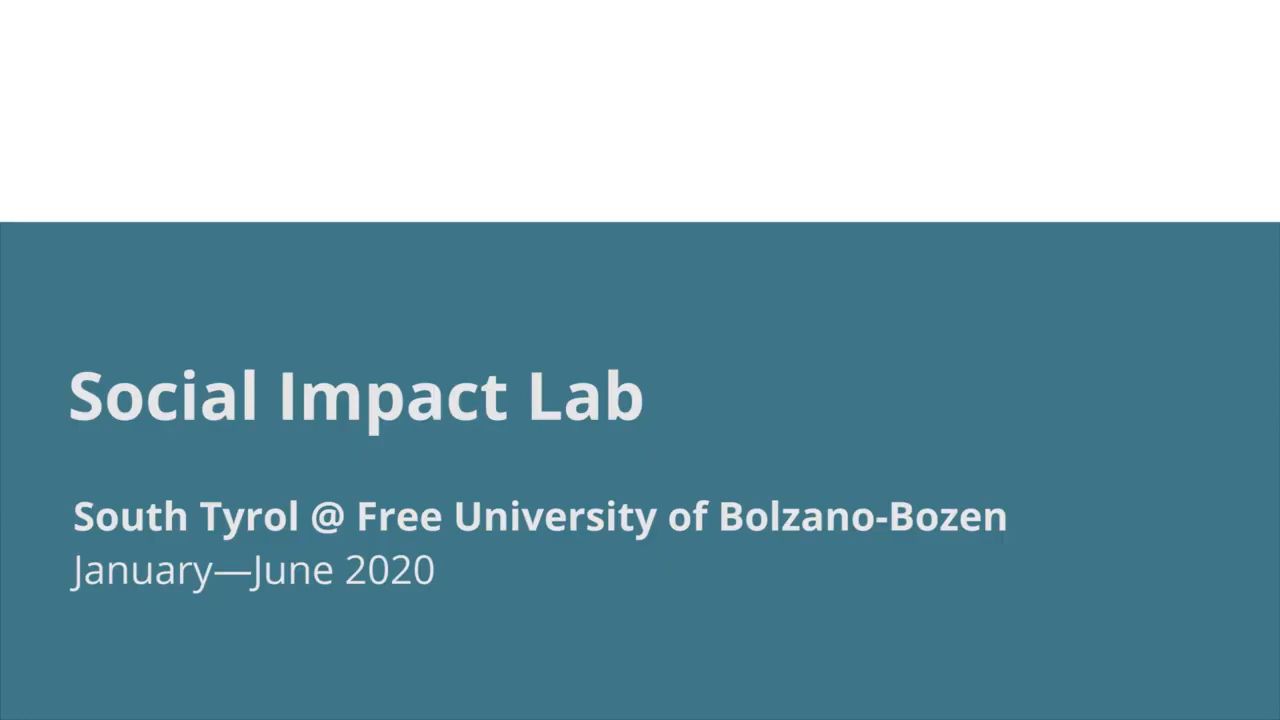 Social Impact Lab
South Tyrol @ Free University of Bolzano-Bozen
January—June 2020